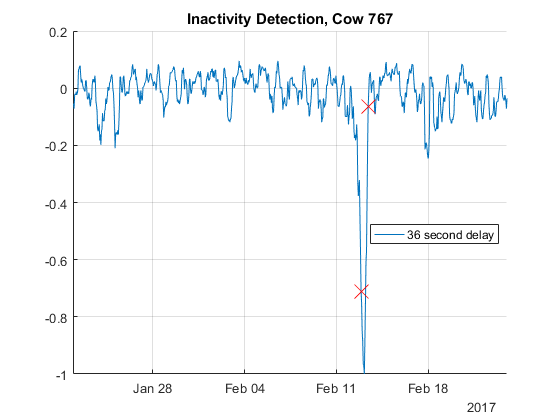 Inactivity Detection, Cow 767
0.2
0
-0.2
-0.4
-0.6
-0.8
-1
36 second delay
Jan 28 Feb 04 Feb 11 Feb 18
2017